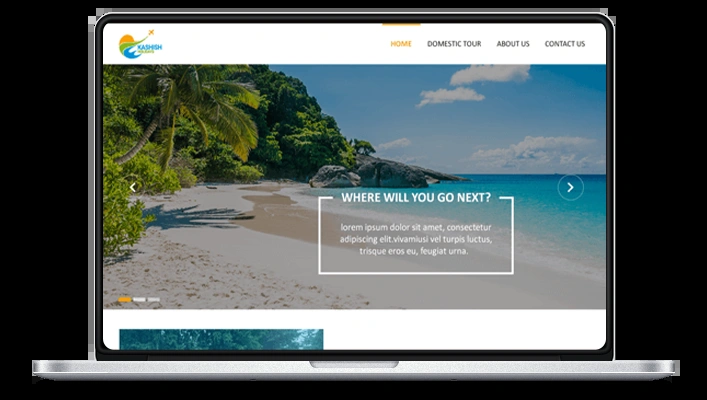 KASHISH
HOLIDAYS
HOME
DOMESTIC TOUR
ABOUT US
CONTACT US
WHERE WILL YOU GO NEXT?
lorem ipsum dolor sit amet, consectetur
adipiscing elit.vivamiusi vel turpis luctus,
trisque eros eu, feugiat urna.